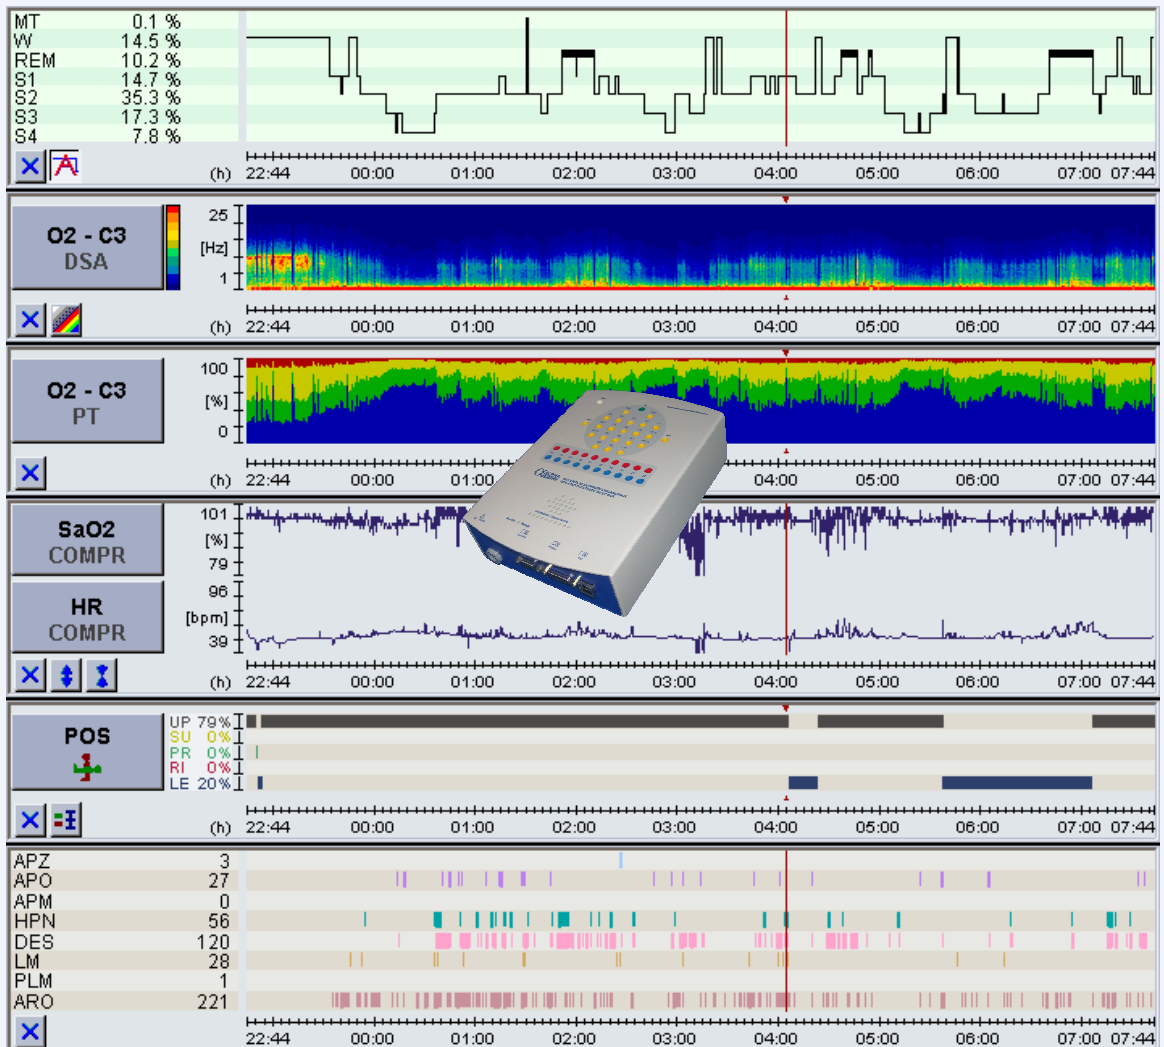 MT 0.1 %
W 14.5 %
REM 10.2 %
S1 14.7 %
S2 35.3 %
S3 17.3 %
S4 7.8 %
(h) 22:44 00:00 01:00 02:00 03:00 04:00 05:00 06:00 07:00 07:44
O2 - C3
DSA
25
[Hz]
1
(h) 22:44 00:00 01:00 02:00 03:00 04:00 05:00 06:00 07:00 07:44
O2 - C3
PT
100
[%]
0
(h) 22:44 00:00 01:00 02:00 03:00 04:00 05:00 06:00 07:00 07:44
SaO2
COMPR
101
[%]
79
HR
COMPR
96
[bpm]
39
(h) 22:44 00:00 01:00 02:00 03:00 04:00 05:00 06:00 07:00 07:44
POS
UP 79%
SU 0%
PR 0%
RI 0%
LE 20%
(h) 22:44 00:00 01:00 02:00 03:00 04:00 05:00 06:00 07:00 07:44
APZ 3
APO 27
APM 0
HPN 56
DES 120
LM 28
PLM 1
ARO 221
22:44 00:00 01:00 02:00 03:00 04:00 05:00 06:00 07:00 07:44